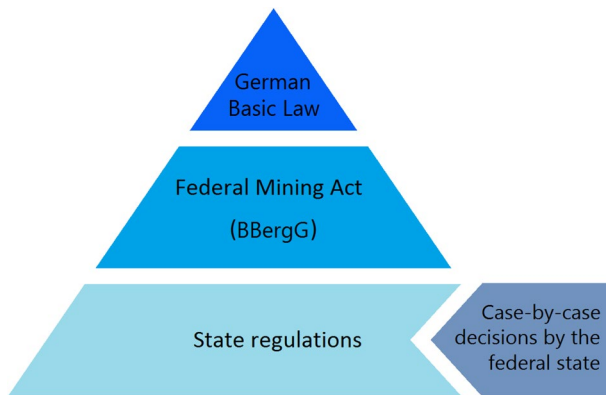 German
Basic Law
Federal Mining Act
(BBergG)
State regulations
Case-by-case
decisions by the
federal state